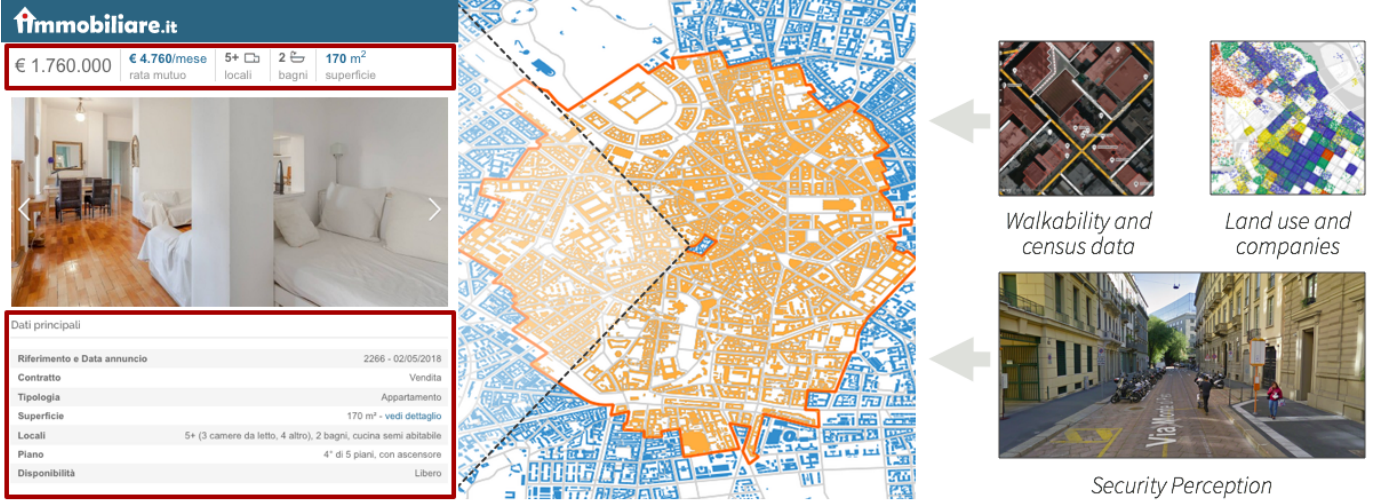 immobiliare.it
€ 1.760.000
€ 4.760/mese
rata mutuo
5+
locali
2
bagni
170 m²
superficie
Dati principali
Riferimento e Data annuncio 2266 - 02/05/2018
Contratto Vendita
Tipologia Appartamento
Superficie 170 m² - vedi dettaglio
Locali 5+ (3 camere da letto, 4 altro), 2 bagni, cucina semi abitabile
Piano 4° di 5 piani, con ascensore
Disponibilità Libero
Walkability and
census data
Land use and
companies
Security Perception